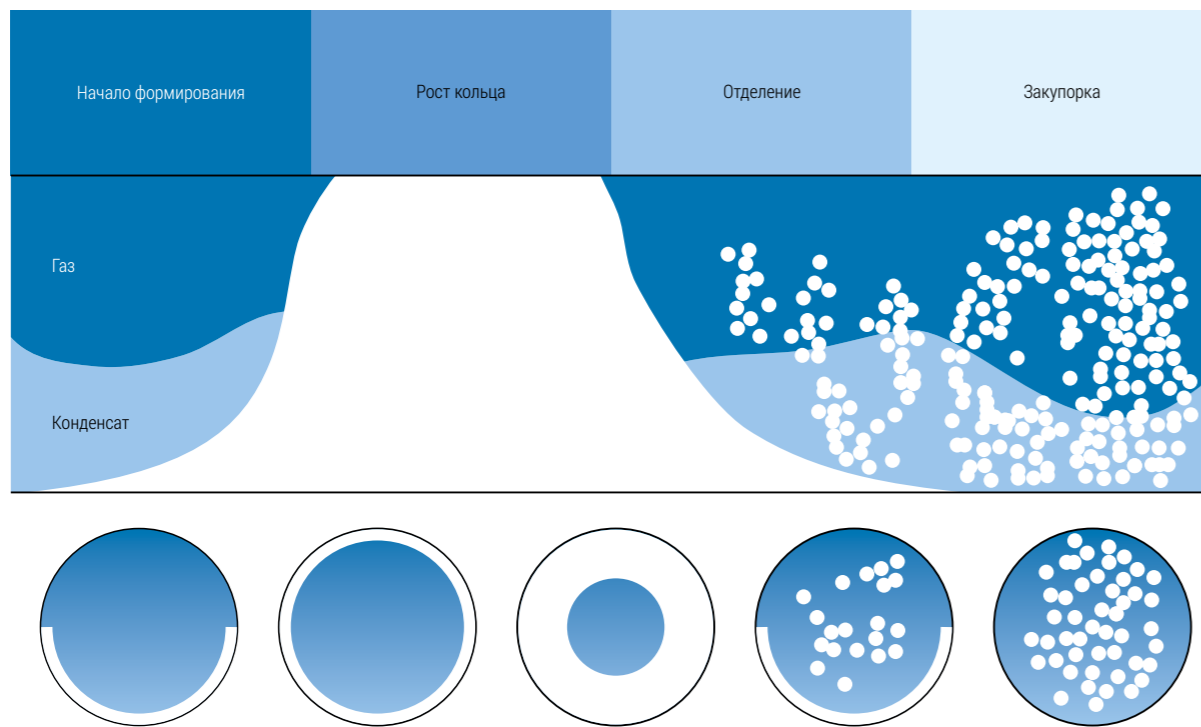 Начало формирования
Рост кольца
Отделение
Закупорка
Газ
Конденсат